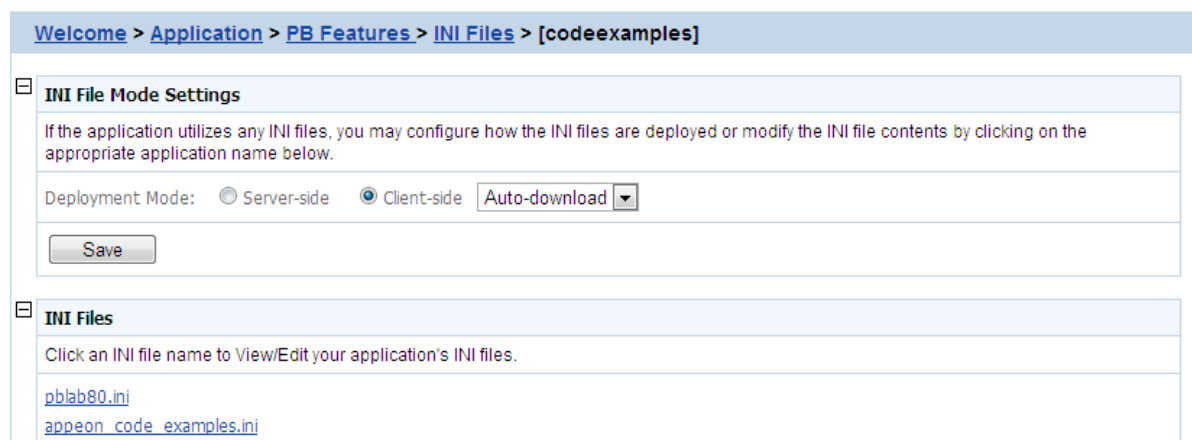 Welcome > Application > PB Features > INI Files > [codeexamples]
INI File Mode Settings
If the application utilizes any INI files, you may configure how the INI files are deployed or modify the INI file contents by clicking on the
appropriate application name below.
Deployment Mode: Server-side Client-side Auto-download
Save
INI Files
Click an INI file name to View/Edit your application's INI files.
pblab80.ini
appeon_code_examples.ini